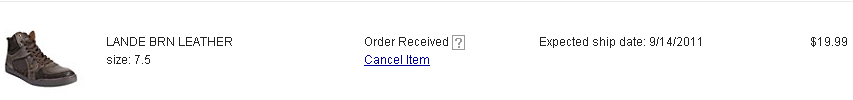 LANDE BRN LEATHER
size: 7.5
Order Received ?
Cancel Item
Expected ship date: 9/14/2011
$19.99